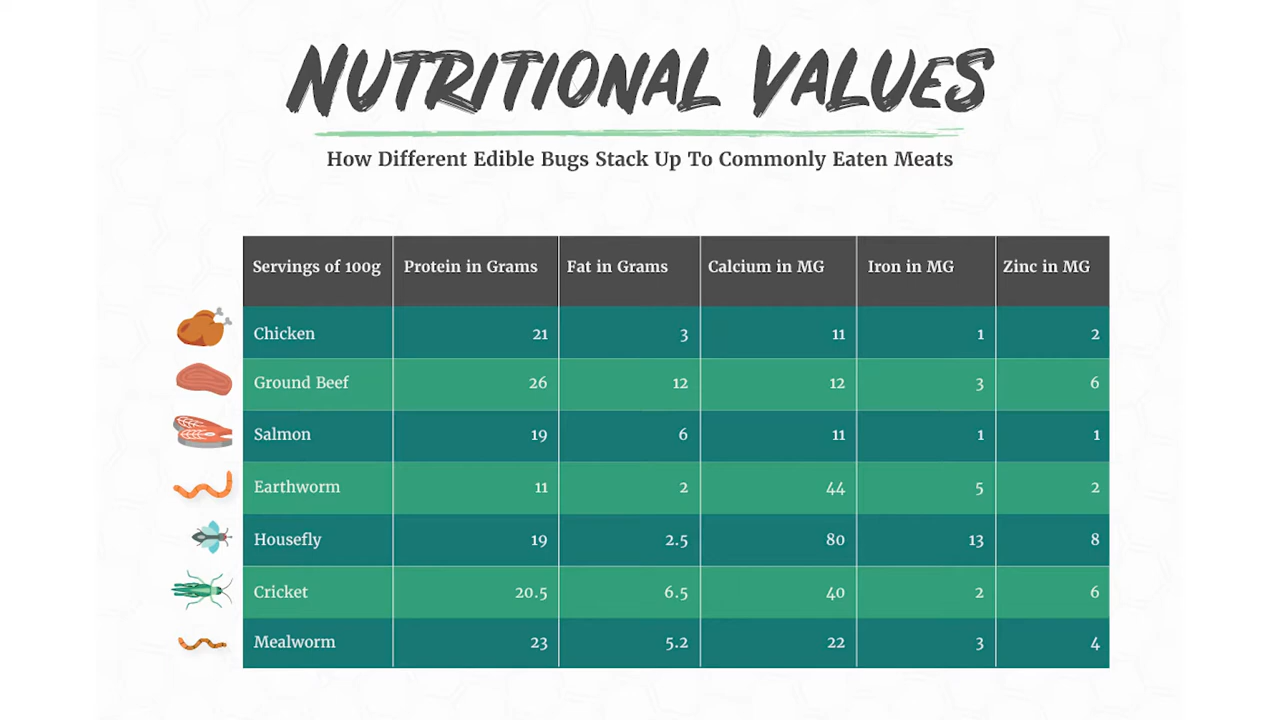 NUTRITIONAL VALUES
How Different Edible Bugs Stack Up To Commonly Eaten Meats
Servings of 100g Protein in Grams Fat in Grams Calcium in MG Iron in MG Zinc in MG
Chicken 21 3 11 1 2
Ground Beef 26 12 12 3 6
Salmon 19 6 11 1 1
Earthworm 11 2 44 5 2
Housefly 19 2.5 80 13 8
Cricket 20.5 6.5 40 2 6
Mealworm 23 5.2 22 3 4